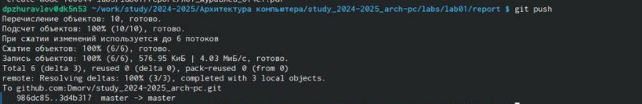 dpzhuravlev@dk5n53 ~/work/study/2024-2025/Архитектура компьютера/study_2024-2025_arch-pc/labs/lab01/report $ git push
Перечисление объектов: 10, готово.
Подсчет объектов: 100% (10/10), готово.
При сжатии изменений используется до 6 потоков
Сжатие объектов: 100% (6/6), готово.
Запись объектов: 100% (6/6), 576.95 КиБ | 4.03 МиБ/с, готово.
Total 6 (delta 3), reused 0 (delta 0), pack-reused 0 (from 0)
remote: Resolving deltas: 100% (3/3), completed with 3 local objects.
To github.com:Dmorv/study_2024-2025_arch-pc.git
986dc85..3d4b317 master -> master